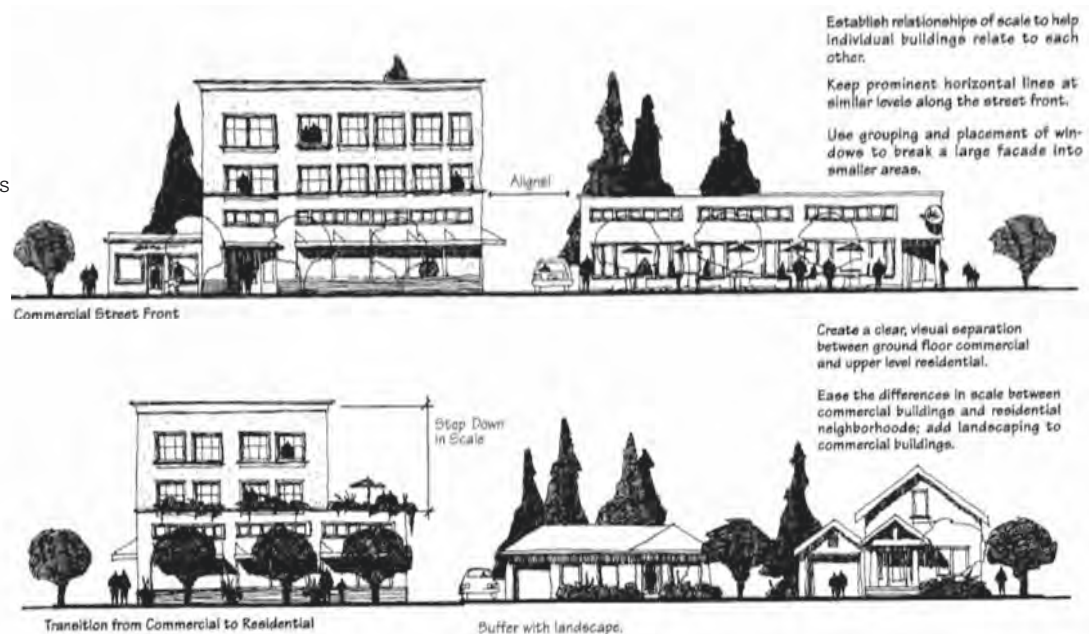 Establish relationships of scale to help
individual buildings relate to each
other.
Keep prominent horizontal lines at
similar levels along the street front.
Use grouping and placement of win-
dows to break a large facade into
smaller areas.
s
Align!
Commercial Street Front
Create a clear, visual separation
between ground floor commercial
and upper level residential.
Ease the differences in scale between
commercial buildings and residential
neighborhoods; add landscaping to
commercial buildings.
Step Down
in Scale
Transition from Commercial to Residential
Buffer with landscape.